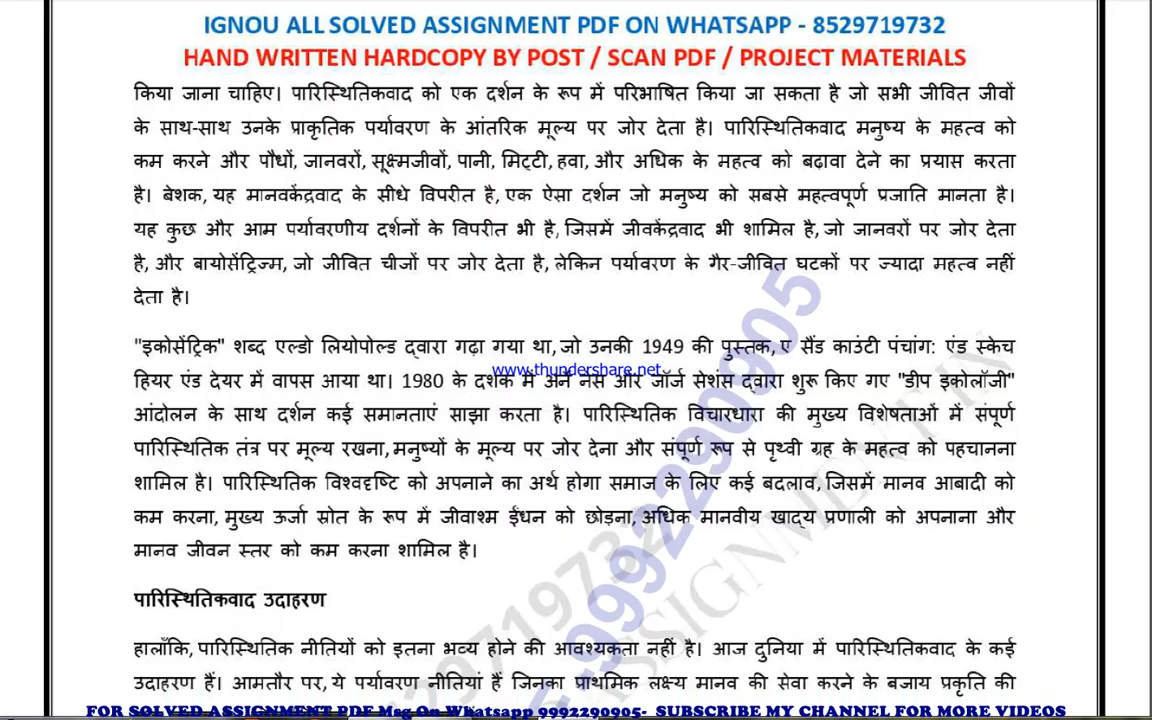 IGNOU ALL SOLVED ASSIGNMENT PDF ON WHATSAPP - 8529719732
HAND WRITTEN HARDCOPY BY POST / SCAN PDF / PROJECT MATERIALS
किया जाना चाहिए। पारिस्थितिकवाद को एक दर्शन के रूप में परिभाषित किया जा सकता है जो सभी जीवित जीवों
के साथ-साथ उनके प्राकृतिक पर्यावरण के आंतरिक मूल्य पर जोर देता है। पारिस्थितिकवाद मनुष्य के महत्व को
कम करने और पौधों, जानवरों, सूक्ष्मजीवों, पानी, मिट्टी, हवा, और अधिक के महत्व को बढ़ावा देने का प्रयास करता
है। बेशक, यह मानवकेंद्रवाद के सीधे विपरीत है, एक ऐसा दर्शन जो मनुष्य को सबसे महत्वपूर्ण प्रजाति मानता है।
यह कुछ और आम पर्यावरणीय दर्शनों के विपरीत भी है, जिसमें जीवकेंद्रवाद भी शामिल है, जो जानवरों पर जोर देता
है, और बायोसेंट्रिज्म, जो जीवित चीजों पर जोर देता है, लेकिन पर्यावरण के गैर-जीवित घटकों पर ज्यादा महत्व नहीं
देता है।
"इकोसेंट्रिक" शब्द एल्डो लियोपोल्ड द्वारा गढ़ा गया था, जो उनकी 1949 की पुस्तक, ए सैंड काउंटी पंचांग: एंड स्केच
www.thundershare.net
हियर एंड देयर में वापस आया था। 1980 के दशक में अर्ने नेस और जॉर्ज सेशंस द्वारा शुरू किए गए "डीप इकोलॉजी"
आंदोलन के साथ दर्शन कई समानताएं साझा करता है। पारिस्थितिक विचारधारा की मुख्य विशेषताओं में संपूर्ण
पारिस्थितिक तंत्र पर मूल्य रखना, मनुष्यों के मूल्य पर जोर देना और संपूर्ण रूप से पृथ्वी ग्रह के महत्व को पहचानना
शामिल है। पारिस्थितिक विश्वदृष्टि को अपनाने का अर्थ होगा समाज के लिए कई बदलाव, जिसमें मानव आबादी को
कम करना, मुख्य ऊर्जा स्रोत के रूप में जीवाश्म ईंधन को छोड़ना, अधिक मानवीय खाद्य प्रणाली को अपनाना और
मानव जीवन स्तर को कम करना शामिल है।
पारिस्थितिकवाद उदाहरण
हालाँकि, पारिस्थितिक नीतियों को इतना भव्य होने की आवश्यकता नहीं है। आज दुनिया में पारिस्थितिकवाद के कई
उदाहरण हैं। आमतौर पर, ये पर्यावरण नीतियां हैं जिनका प्राथमिक लक्ष्य मानव की सेवा करने के बजाय प्रकृति की
FOR SOLVED ASSIGNMENT PDF Msg On Whatsapp 9992290905- SUBSCRIBE MY CHANNEL FOR MORE VIDEOS